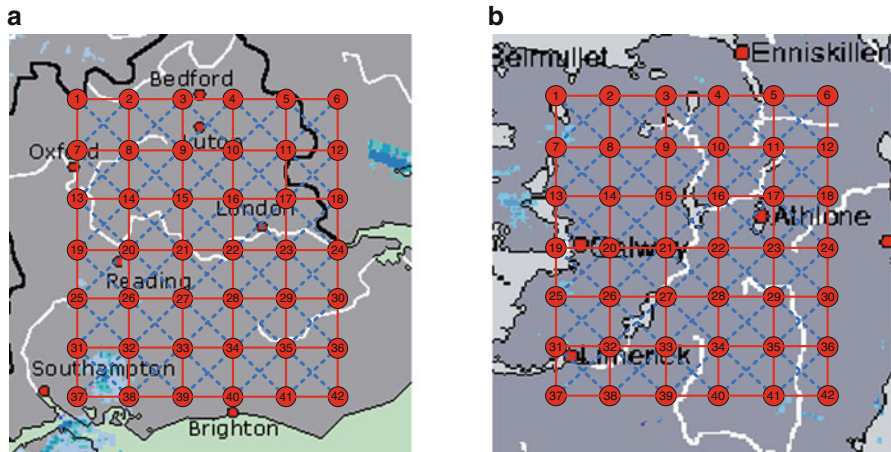 a
Bedford
1 2 3 4 5 6
Luton
Oxford
7 8 9 10 11 12
13 14 15 16 17 18
London
19 20 21 22 23 24
Reading
25 26 27 28 29 30
31 32 33 34 35 36
Southampton
37 38 39 40 41 42
Brighton
b
Belmullet
Enniskillen
1 2 3 4 5 6
7 8 9 10 11 12
13 14 15 16 17 18
Athlone
19 20 21 22 23 24
Galway
25 26 27 28 29 30
31 32 33 34 35 36
Limerick
37 38 39 40 41 42